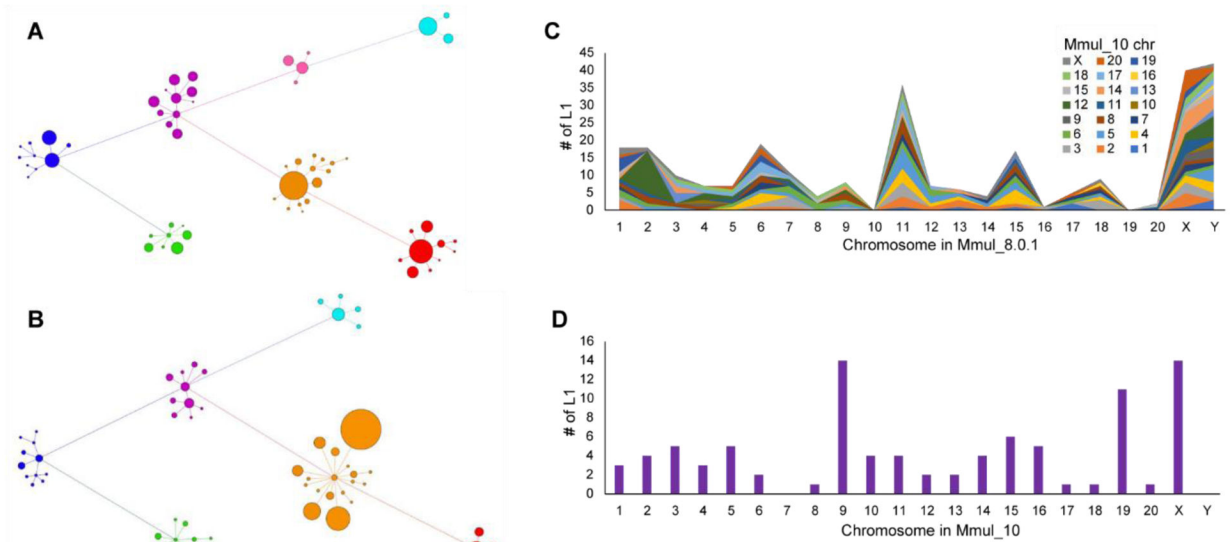 A
B
C
Mmul_10 chr
X 20 19
18 17 16
15 14 13
12 11 10
9 8 7
6 5 4
3 2 1
# of L1
45
40
35
30
25
20
15
10
5
0
1 2 3 4 5 6 7 8 9 10 11 12 13 14 15 16 17 18 19 20 X Y
Chromosome in Mmul_8.0.1
D
# of L1
16
14
12
10
8
6
4
2
0
1 2 3 4 5 6 7 8 9 10 11 12 13 14 15 16 17 18 19 20 X Y
Chromosome in Mmul_10